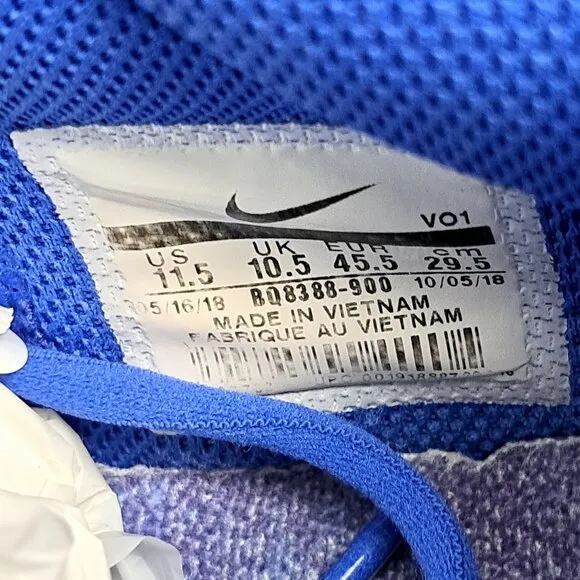 VO1
US UK EUR cm
11.5 10.5 45.5 29.5
05/16/18 BQ8388-900 10/05/18
MADE IN VIETNAM
FABRIQUE AU VIETNAM